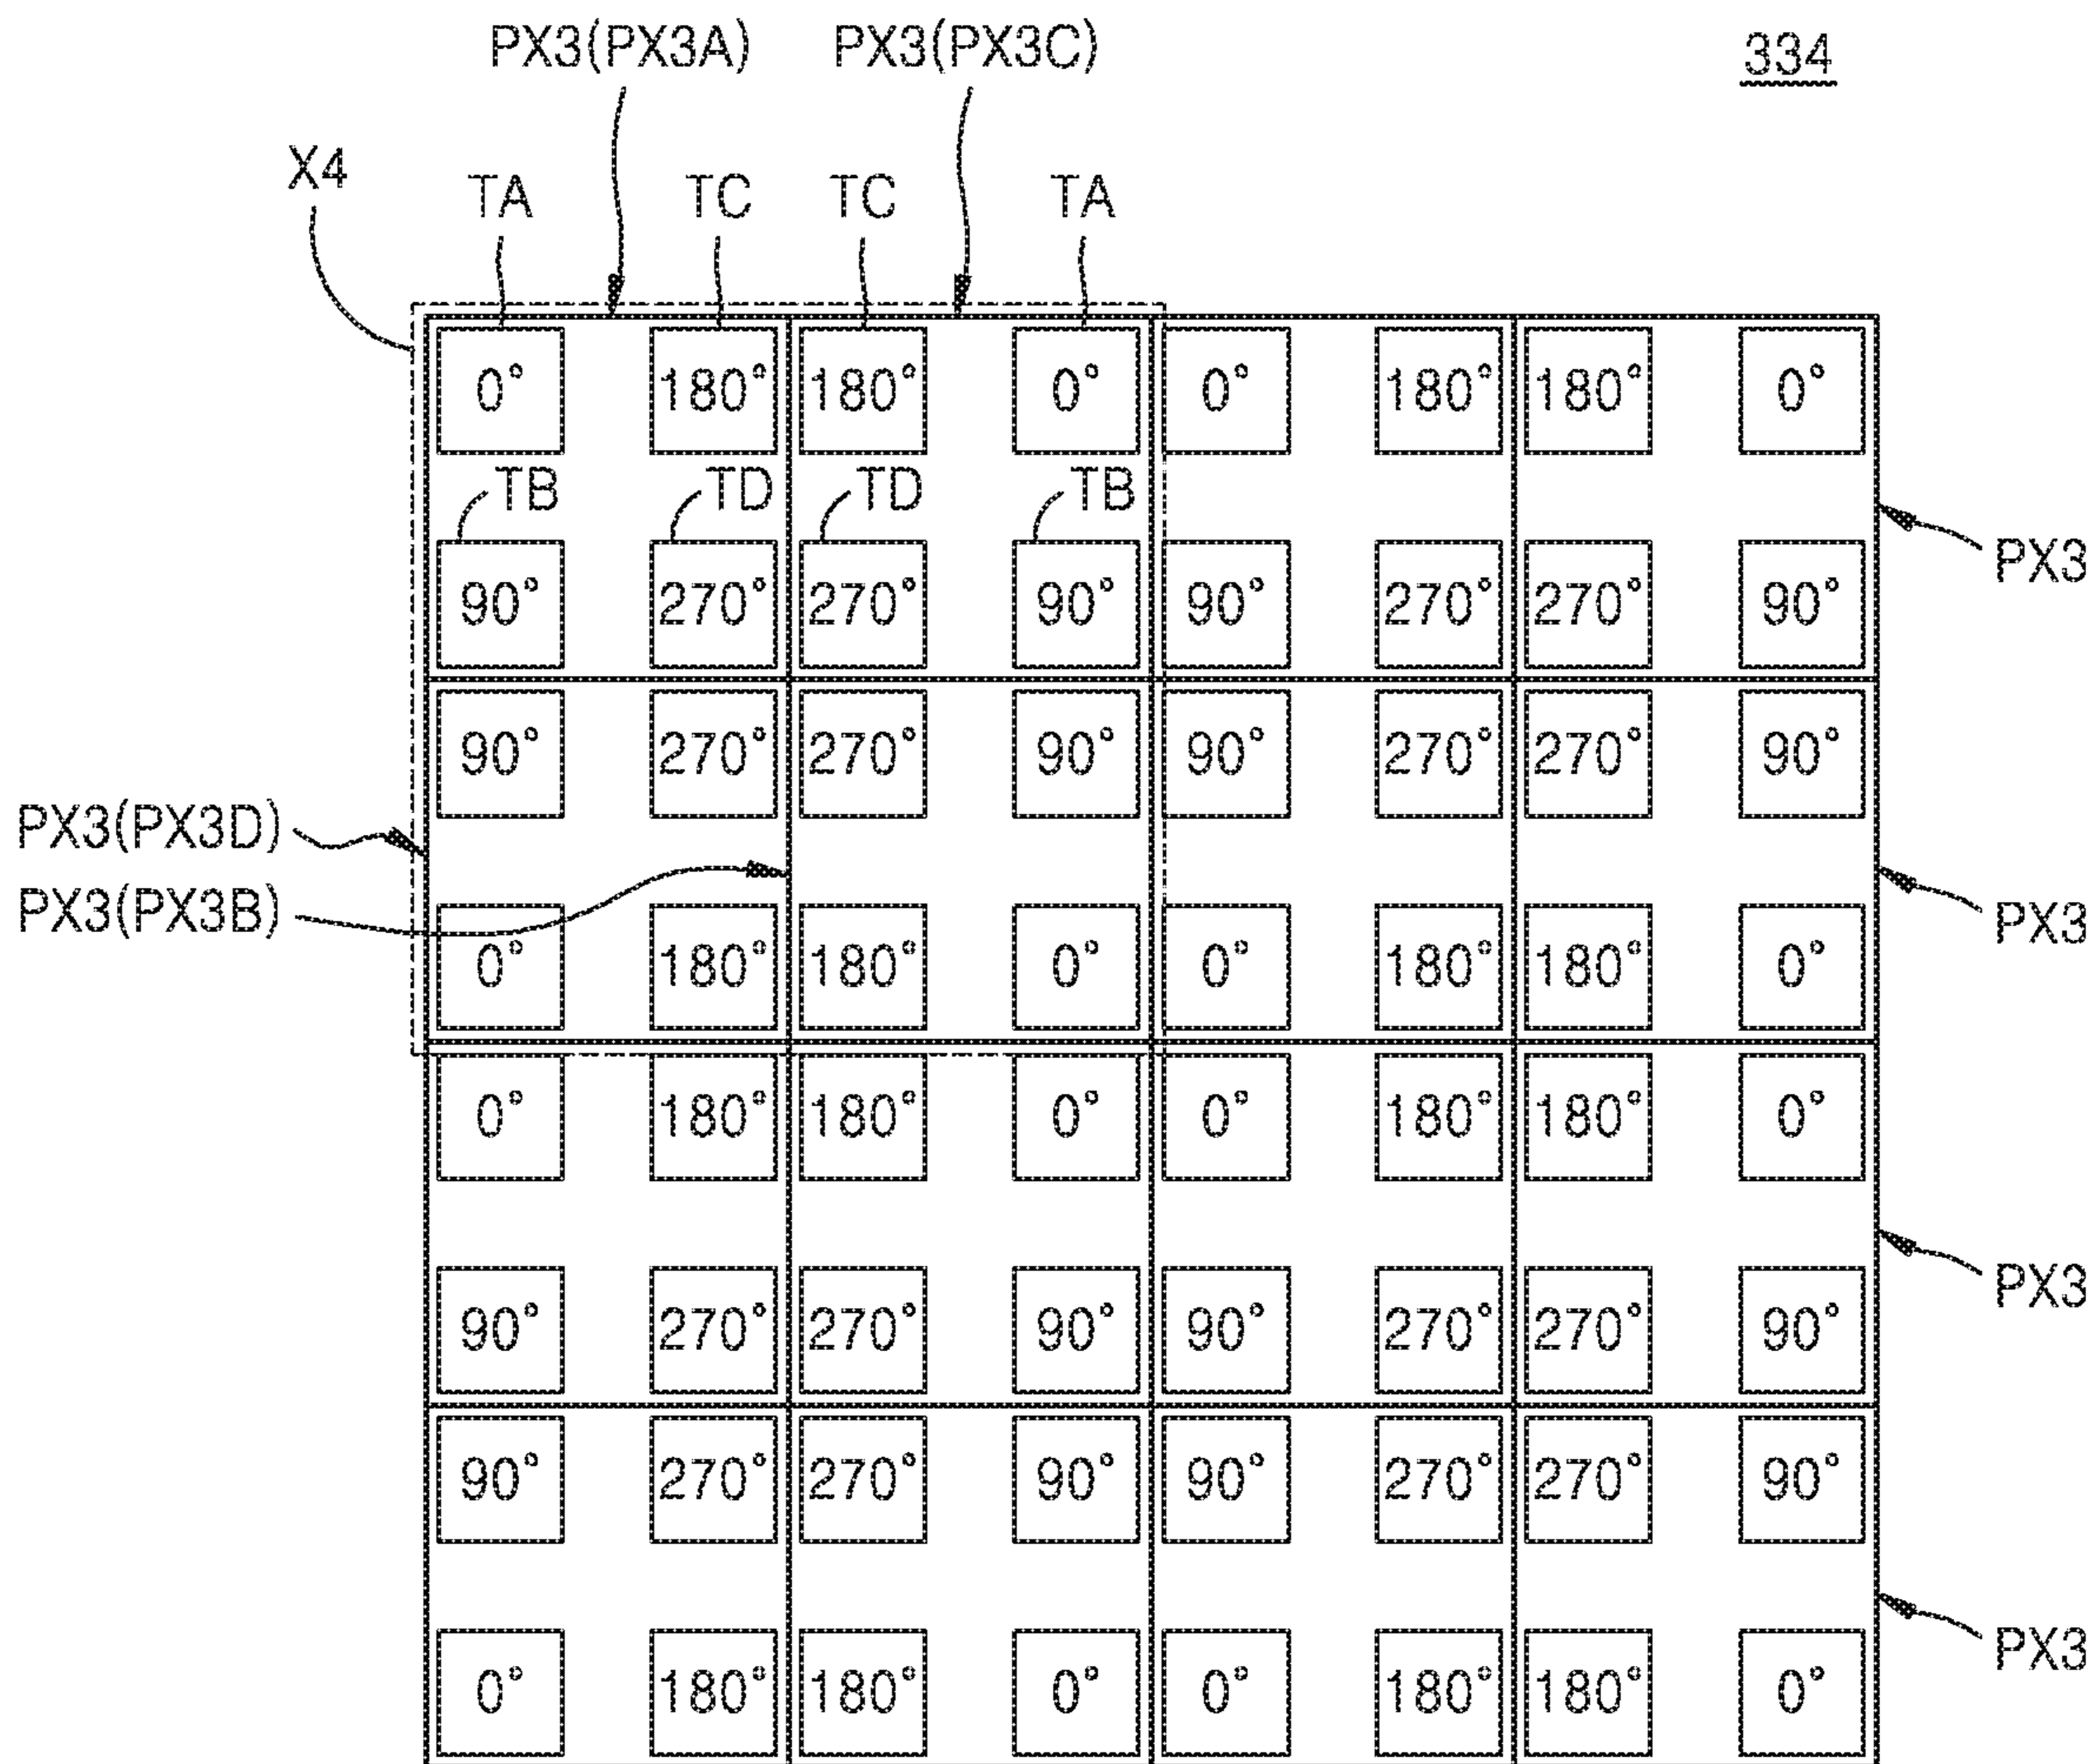 PX3(PX3A) PX3(PX3C) 334
X4 TA TC TC TA
0° 180° 180° 0° 0° 180° 180° 0°
TB TD TD TB
PX3
90° 270° 270° 90° 90° 270° 270° 90°
90° 270° 270° 90° 90° 270° 270° 90°
PX3(PX3D)
PX3(PX3B) PX3
0° 180° 180° 0° 0° 180° 180° 0°
0° 180° 180° 0° 0° 180° 180° 0°
PX3
90° 270° 270° 90° 90° 270° 270° 90°
90° 270° 270° 90° 90° 270° 270° 90°
PX3
0° 180° 180° 0° 0° 180° 180° 0°